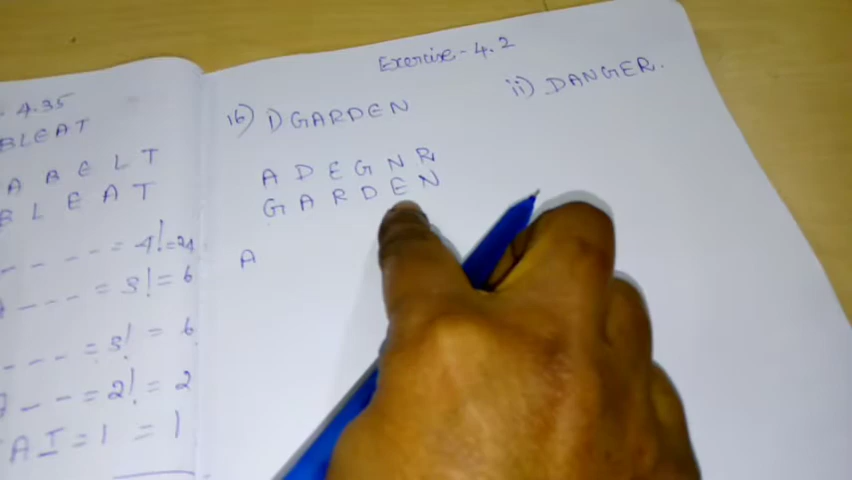 4.35
BLEAT
A B E L T
B L E A T
_ _ _ _ = 4! = 24
_ _ _ = 3! = 6
_ _ _ = 3! = 6
_ _ = 2! = 2
A T = 1 = 1
Exercise - 4.2
16) i) GARDEN ii) DANGER.
A D E G N R
G A R D E N
A